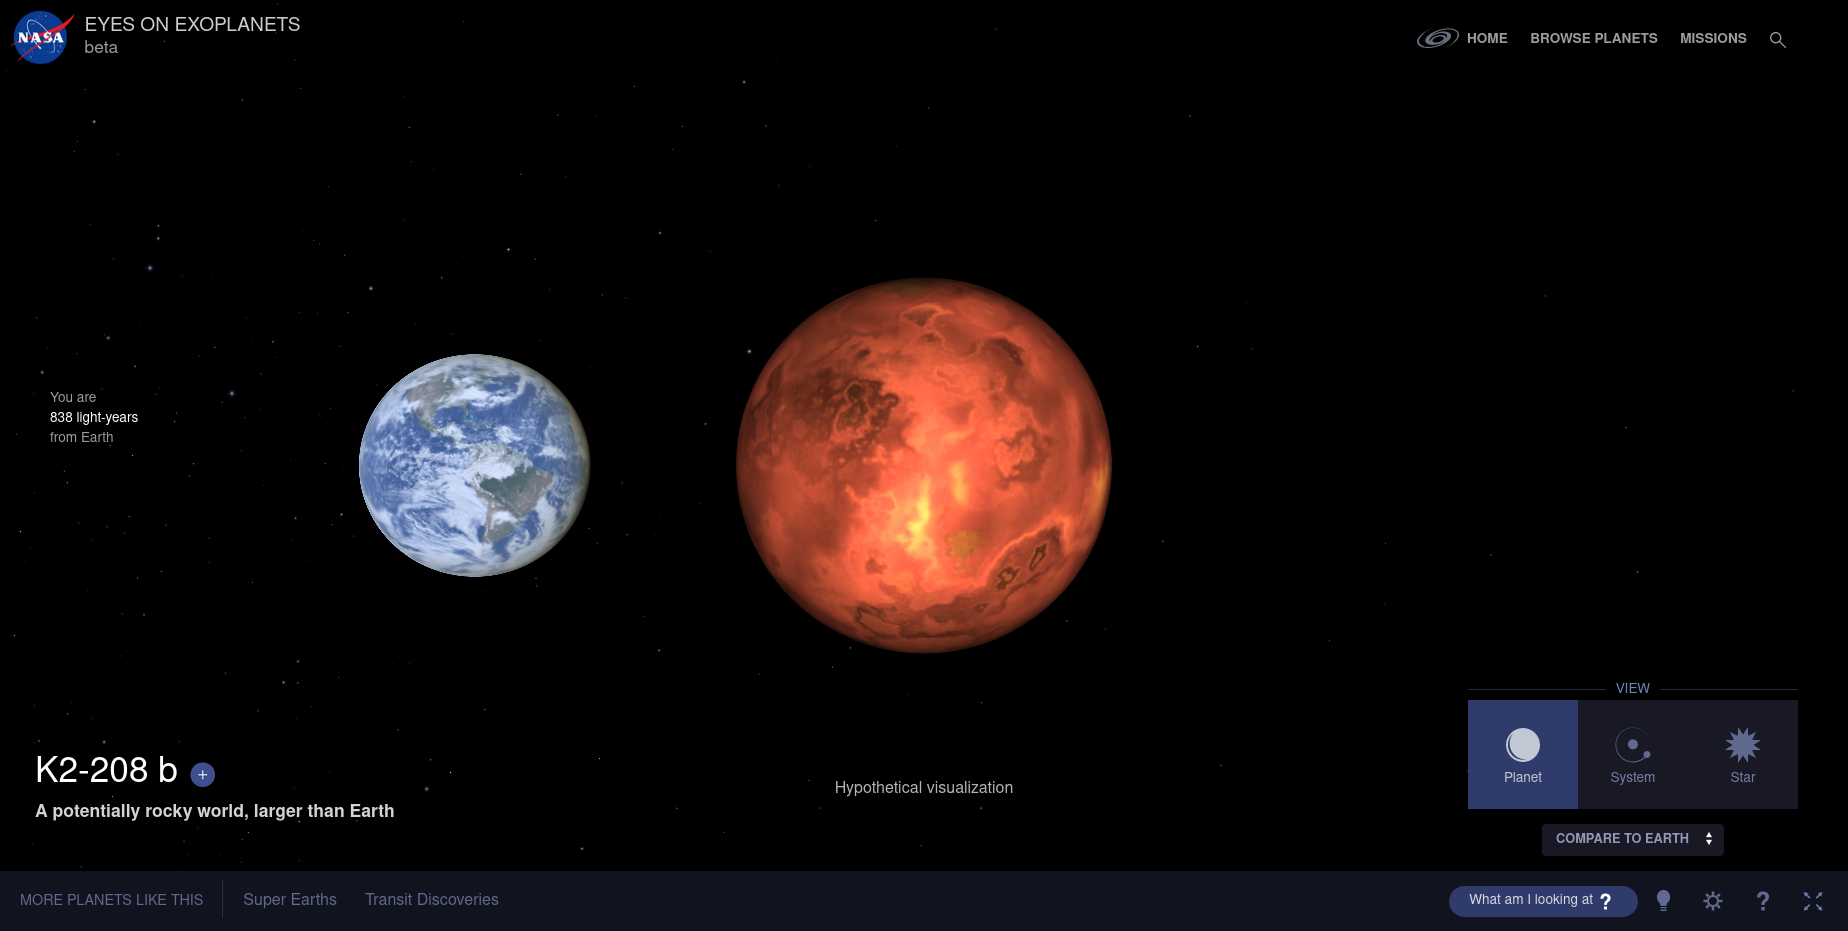 NASA
EYES ON EXOPLANETS
beta
HOME
BROWSE PLANETS
MISSIONS
You are
838 light-years
from Earth
K2-208 b +
A potentially rocky world, larger than Earth
Hypothetical visualization
VIEW
Planet
System
Star
COMPARE TO EARTH
MORE PLANETS LIKE THIS
Super Earths
Transit Discoveries
What am I looking at ?
?